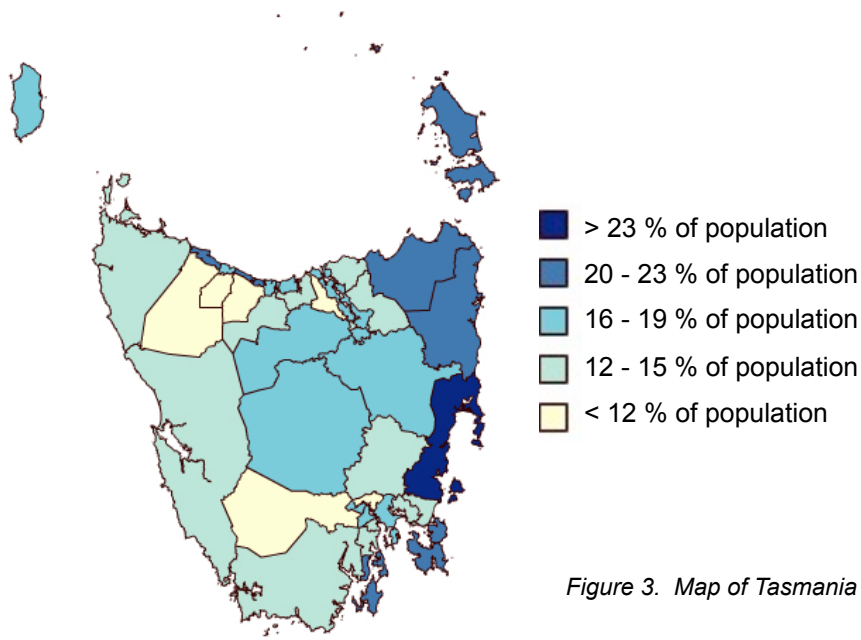 > 23 % of population
20 - 23 % of population
16 - 19 % of population
12 - 15 % of population
< 12 % of population
Figure 3. Map of Tasmania